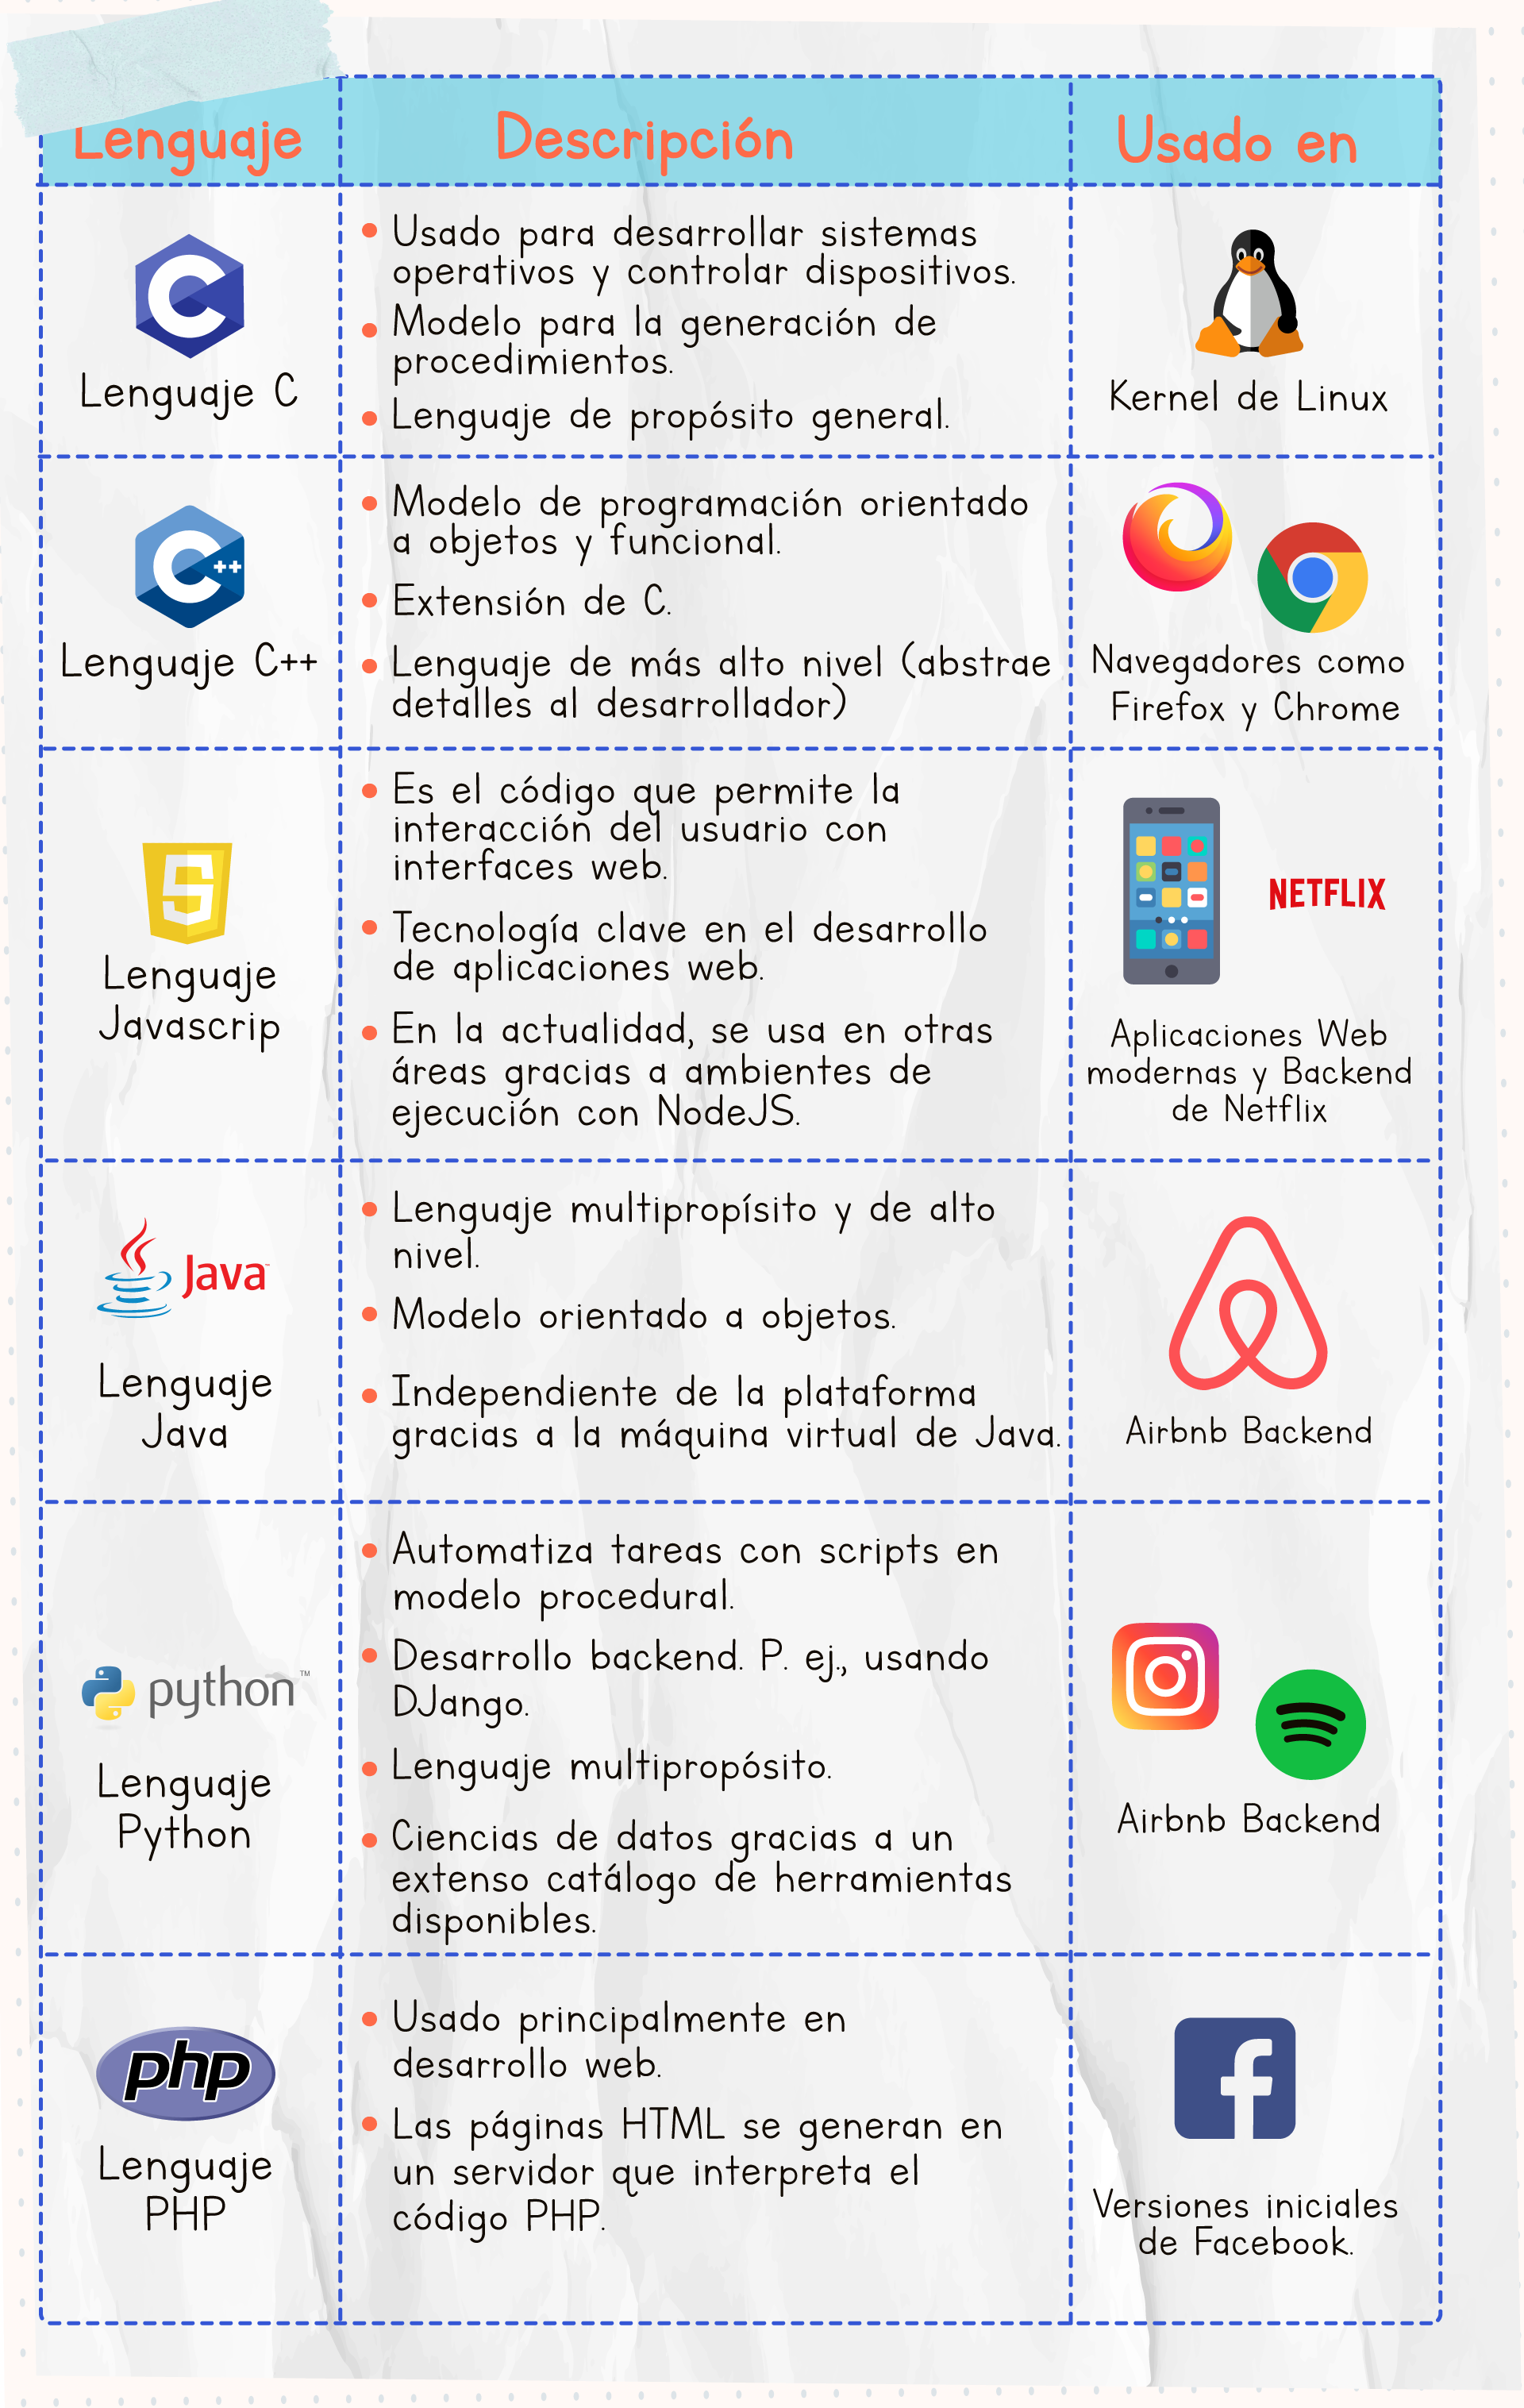 Lenguaje
Descripción
Usado en
Lenguaje C
Usado para desarrollar sistemas
operativos y controlar dispositivos.
Modelo para la generación de
procedimientos.
Lenguaje de propósito general.
Kernel de Linux
C++
Lenguaje C++
Modelo de programación orientado
a objetos y funcional.
Extensión de C.
Lenguaje de más alto nivel (abstrae
detalles al desarrollador)
Navegadores como
Firefox y Chrome
Lenguaje
Javascrip
Es el código que permite la
interacción del usuario con
interfaces web.
Tecnología clave en el desarrollo
de aplicaciones web.
En la actualidad, se usa en otras
áreas gracias a ambientes de
ejecución con NodeJS.
NETFLIX
Aplicaciones Web
modernas y Backend
de Netflix
Java™
Lenguaje
Java
Lenguaje multipropísito y de alto
nivel.
Modelo orientado a objetos.
Independiente de la plataforma
gracias a la máquina virtual de Java.
Airbnb Backend
python™
Lenguaje
Python
Automatiza tareas con scripts en
modelo procedural.
Desarrollo backend. P. ej., usando
DJango.
Lenguaje multipropósito.
Ciencias de datos gracias a un
extenso catálogo de herramientas
disponibles.
Airbnb Backend
php
Lenguaje
PHP
Usado principalmente en
desarrollo web.
Las páginas HTML se generan en
un servidor que interpreta el
código PHP.
f
Versiones iniciales
de Facebook.